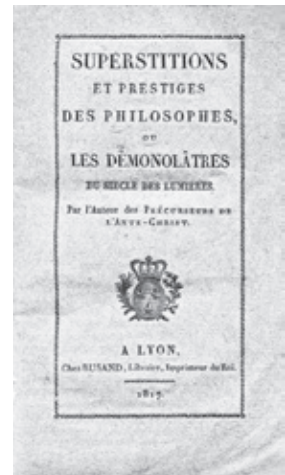 SUPERSTITIONS
ET PRESTIGES
DES PHILOSOPHES,
OU
LES DÉMONOLÂTRES
DU SIÈCLE DES LUMIERES
Par l'Auteur des PRÉCURSEURS DE
L'ANTE-CHRIST.
A LYON,
Chez RUSAND, Libraire, Imprimeur du Roi.
1817.